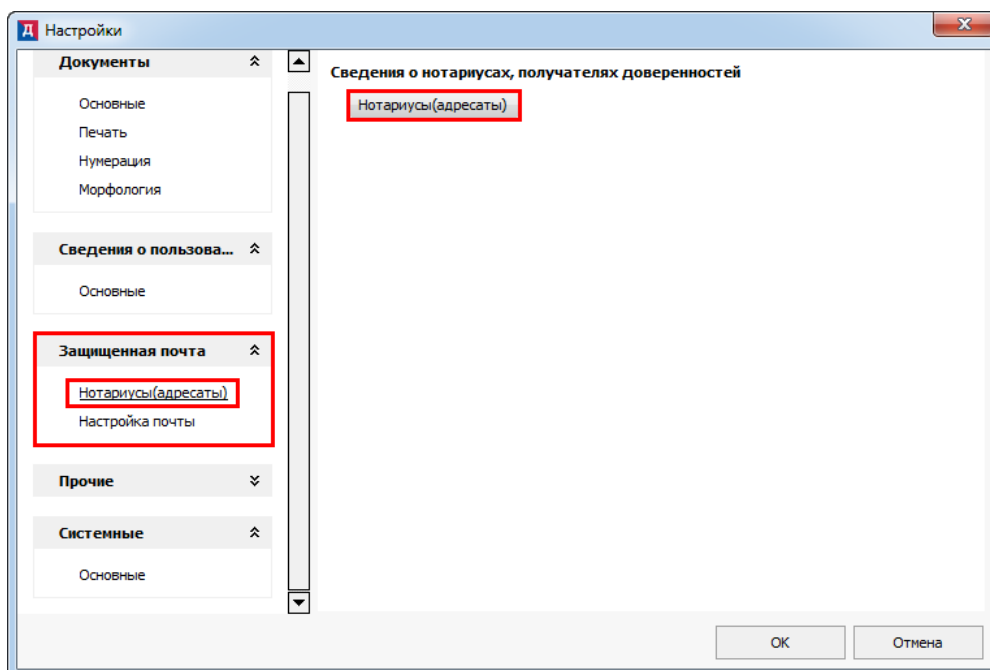 Д Настройки
x
Документы
Основные
Печать
Нумерация
Морфология
Сведения о пользова...
Основные
Защищенная почта
Нотариусы(адресаты)
Настройка почты
Прочие
Системные
Основные
Сведения о нотариусах, получателях доверенностей
Нотариусы(адресаты)
OK
Отмена